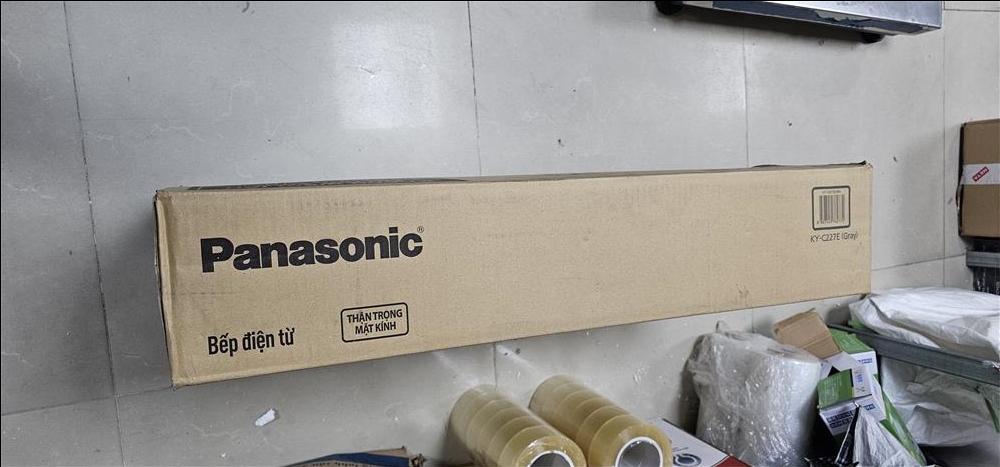 Panasonic®
Bếp điện từ
THẬN TRỌNG
MẶT KÍNH
KY-C227E (Gray)